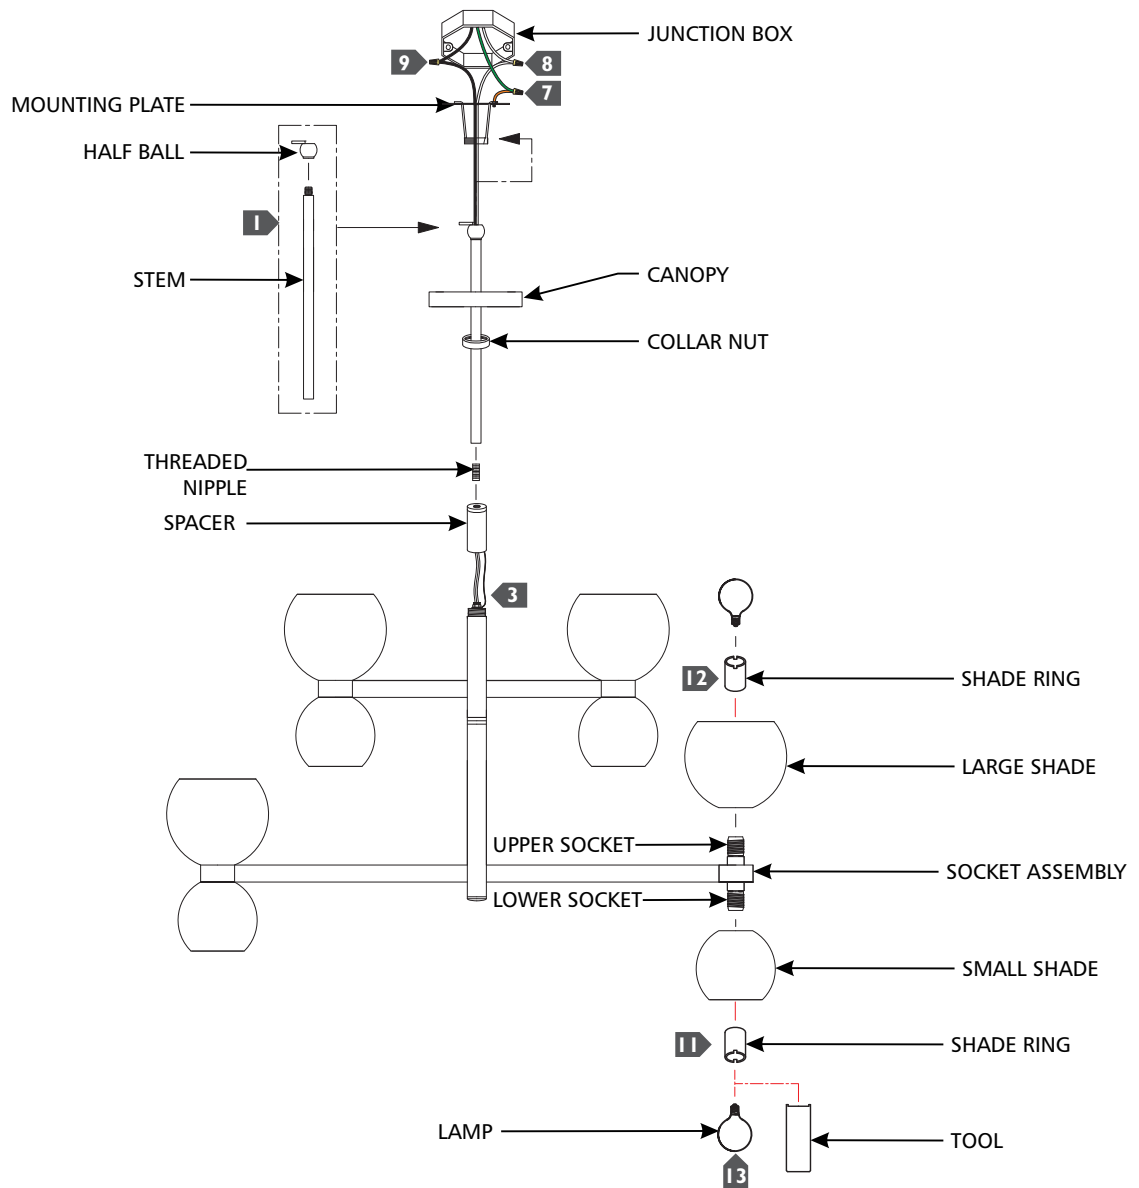 JUNCTION BOX
9
8
7
MOUNTING PLATE
HALF BALL
1
STEM
CANOPY
COLLAR NUT
THREADED
NIPPLE
SPACER
3
12
SHADE RING
LARGE SHADE
UPPER SOCKET
SOCKET ASSEMBLY
LOWER SOCKET
SMALL SHADE
11
SHADE RING
LAMP
TOOL
13